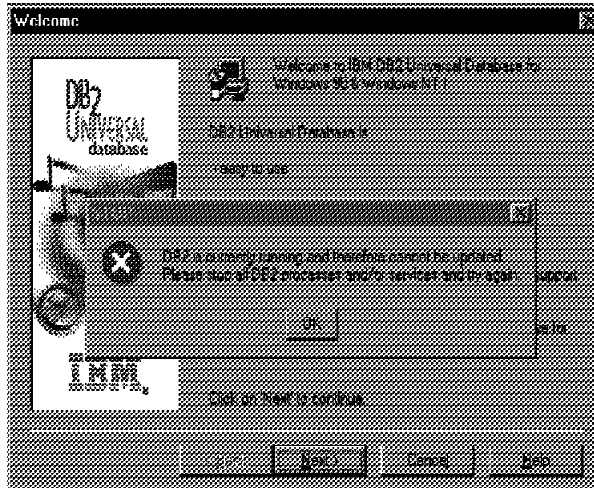 Welcome
DB2
UNIVERSAL
database
IBM
Welcome to IBM DB2 Universal Database for
Windows 95 & Windows NT
DB2 Universal Database is
ready to use
DB2 is currently running and therefore cannot be updated.
Please stop all DB2 processes and/or services and try again.
support
OK
Click on 'Next' to continue.
Next
Cancel
Help